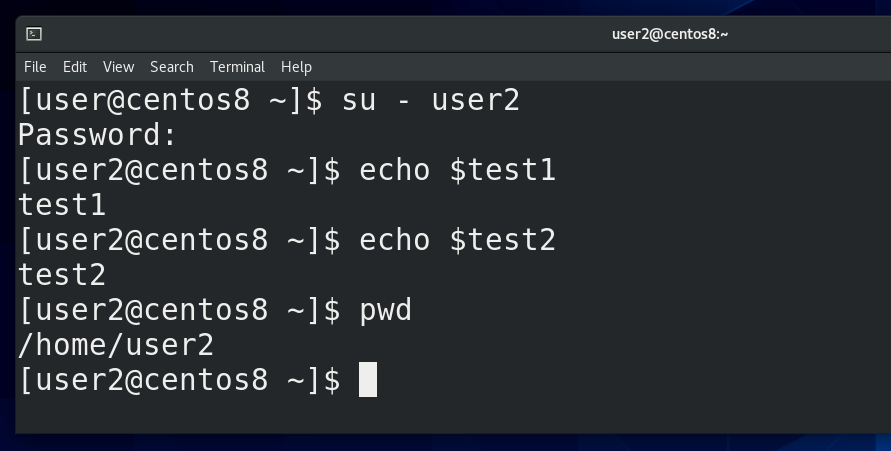 user2@centos8:~
File Edit View Search Terminal Help
[user@centos8 ~]$ su - user2
Password:
[user2@centos8 ~]$ echo $test1
test1
[user2@centos8 ~]$ echo $test2
test2
[user2@centos8 ~]$ pwd
/home/user2
[user2@centos8 ~]$